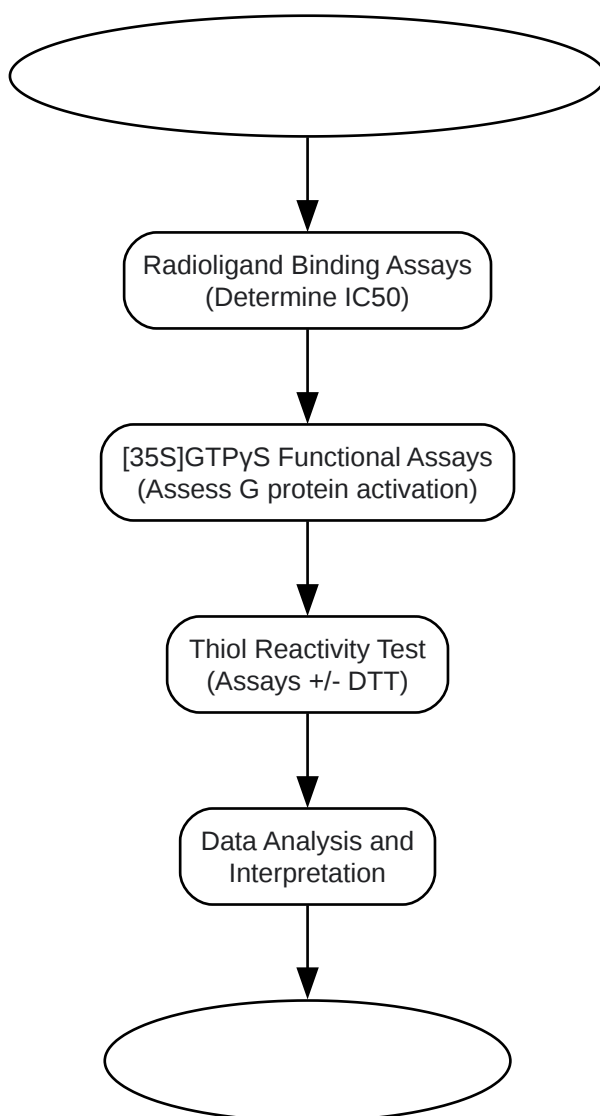 Radioligand Binding Assays
(Determine IC50)
[35S]GTPγS Functional Assays
(Assess G protein activation)
Thiol Reactivity Test
(Assays +/- DTT)
Data Analysis and
Interpretation